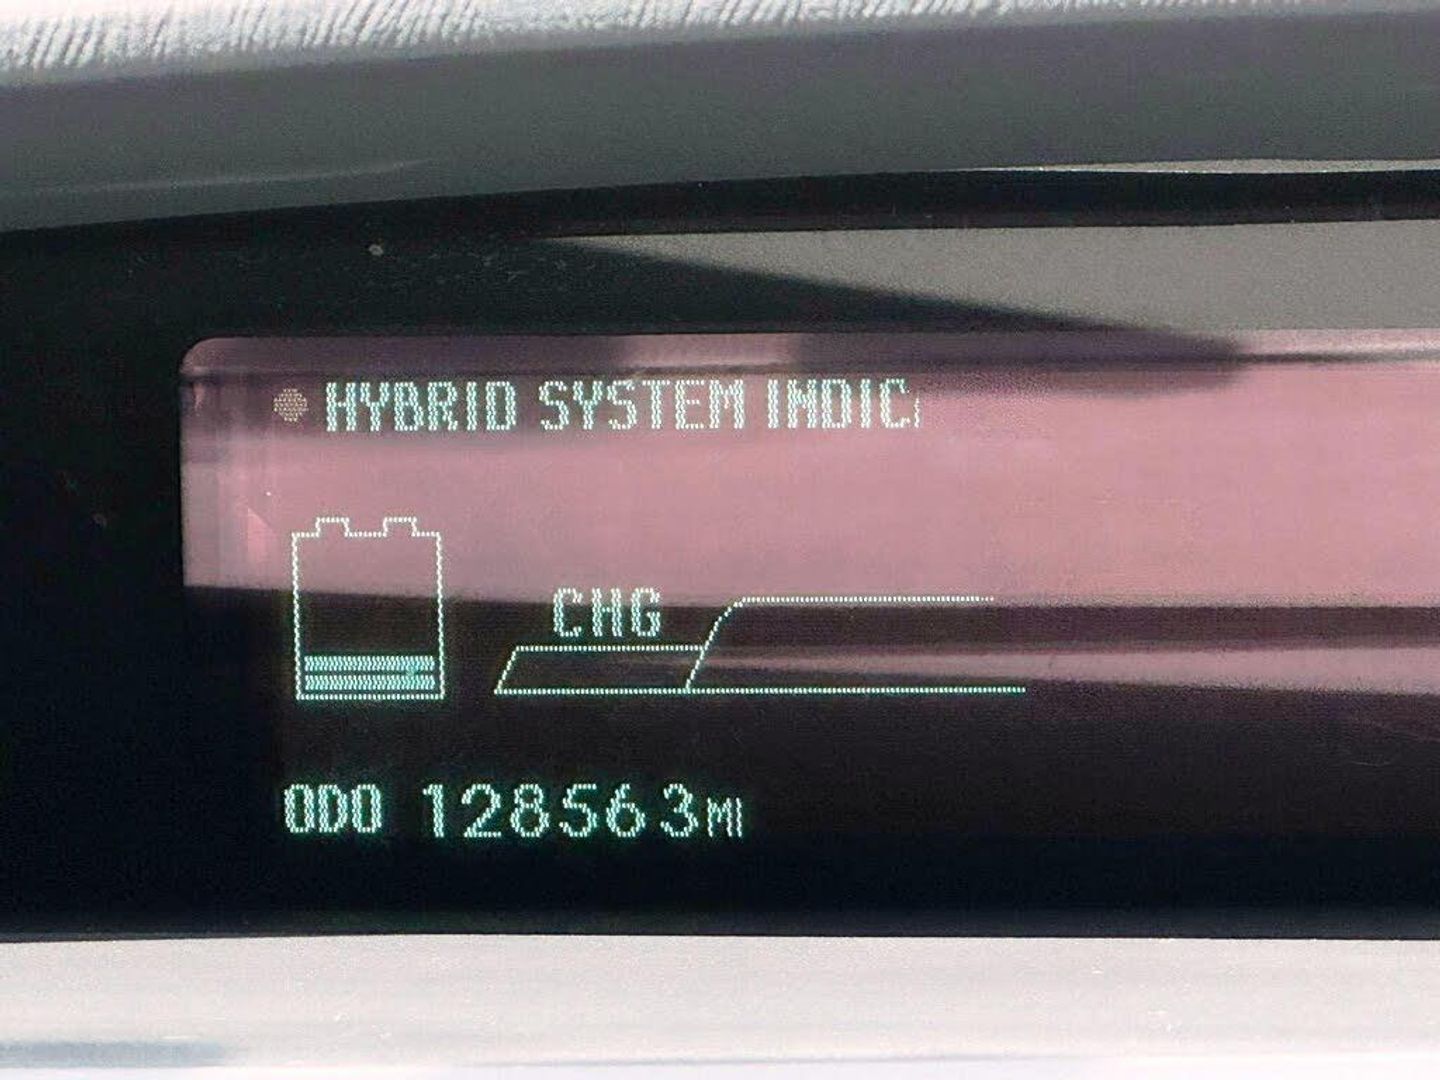 HYBRID SYSTEM INDIC
CHG
ODO 128563MI